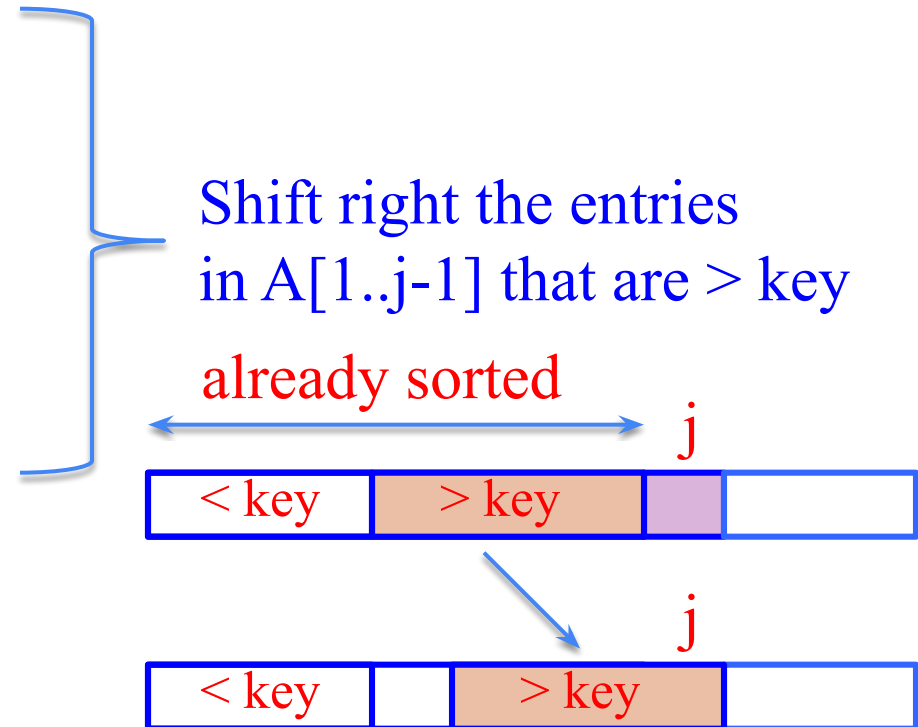 Shift right the entries
in A[1..j-1] that are > key
already sorted
j
< key > key
j
< key > key